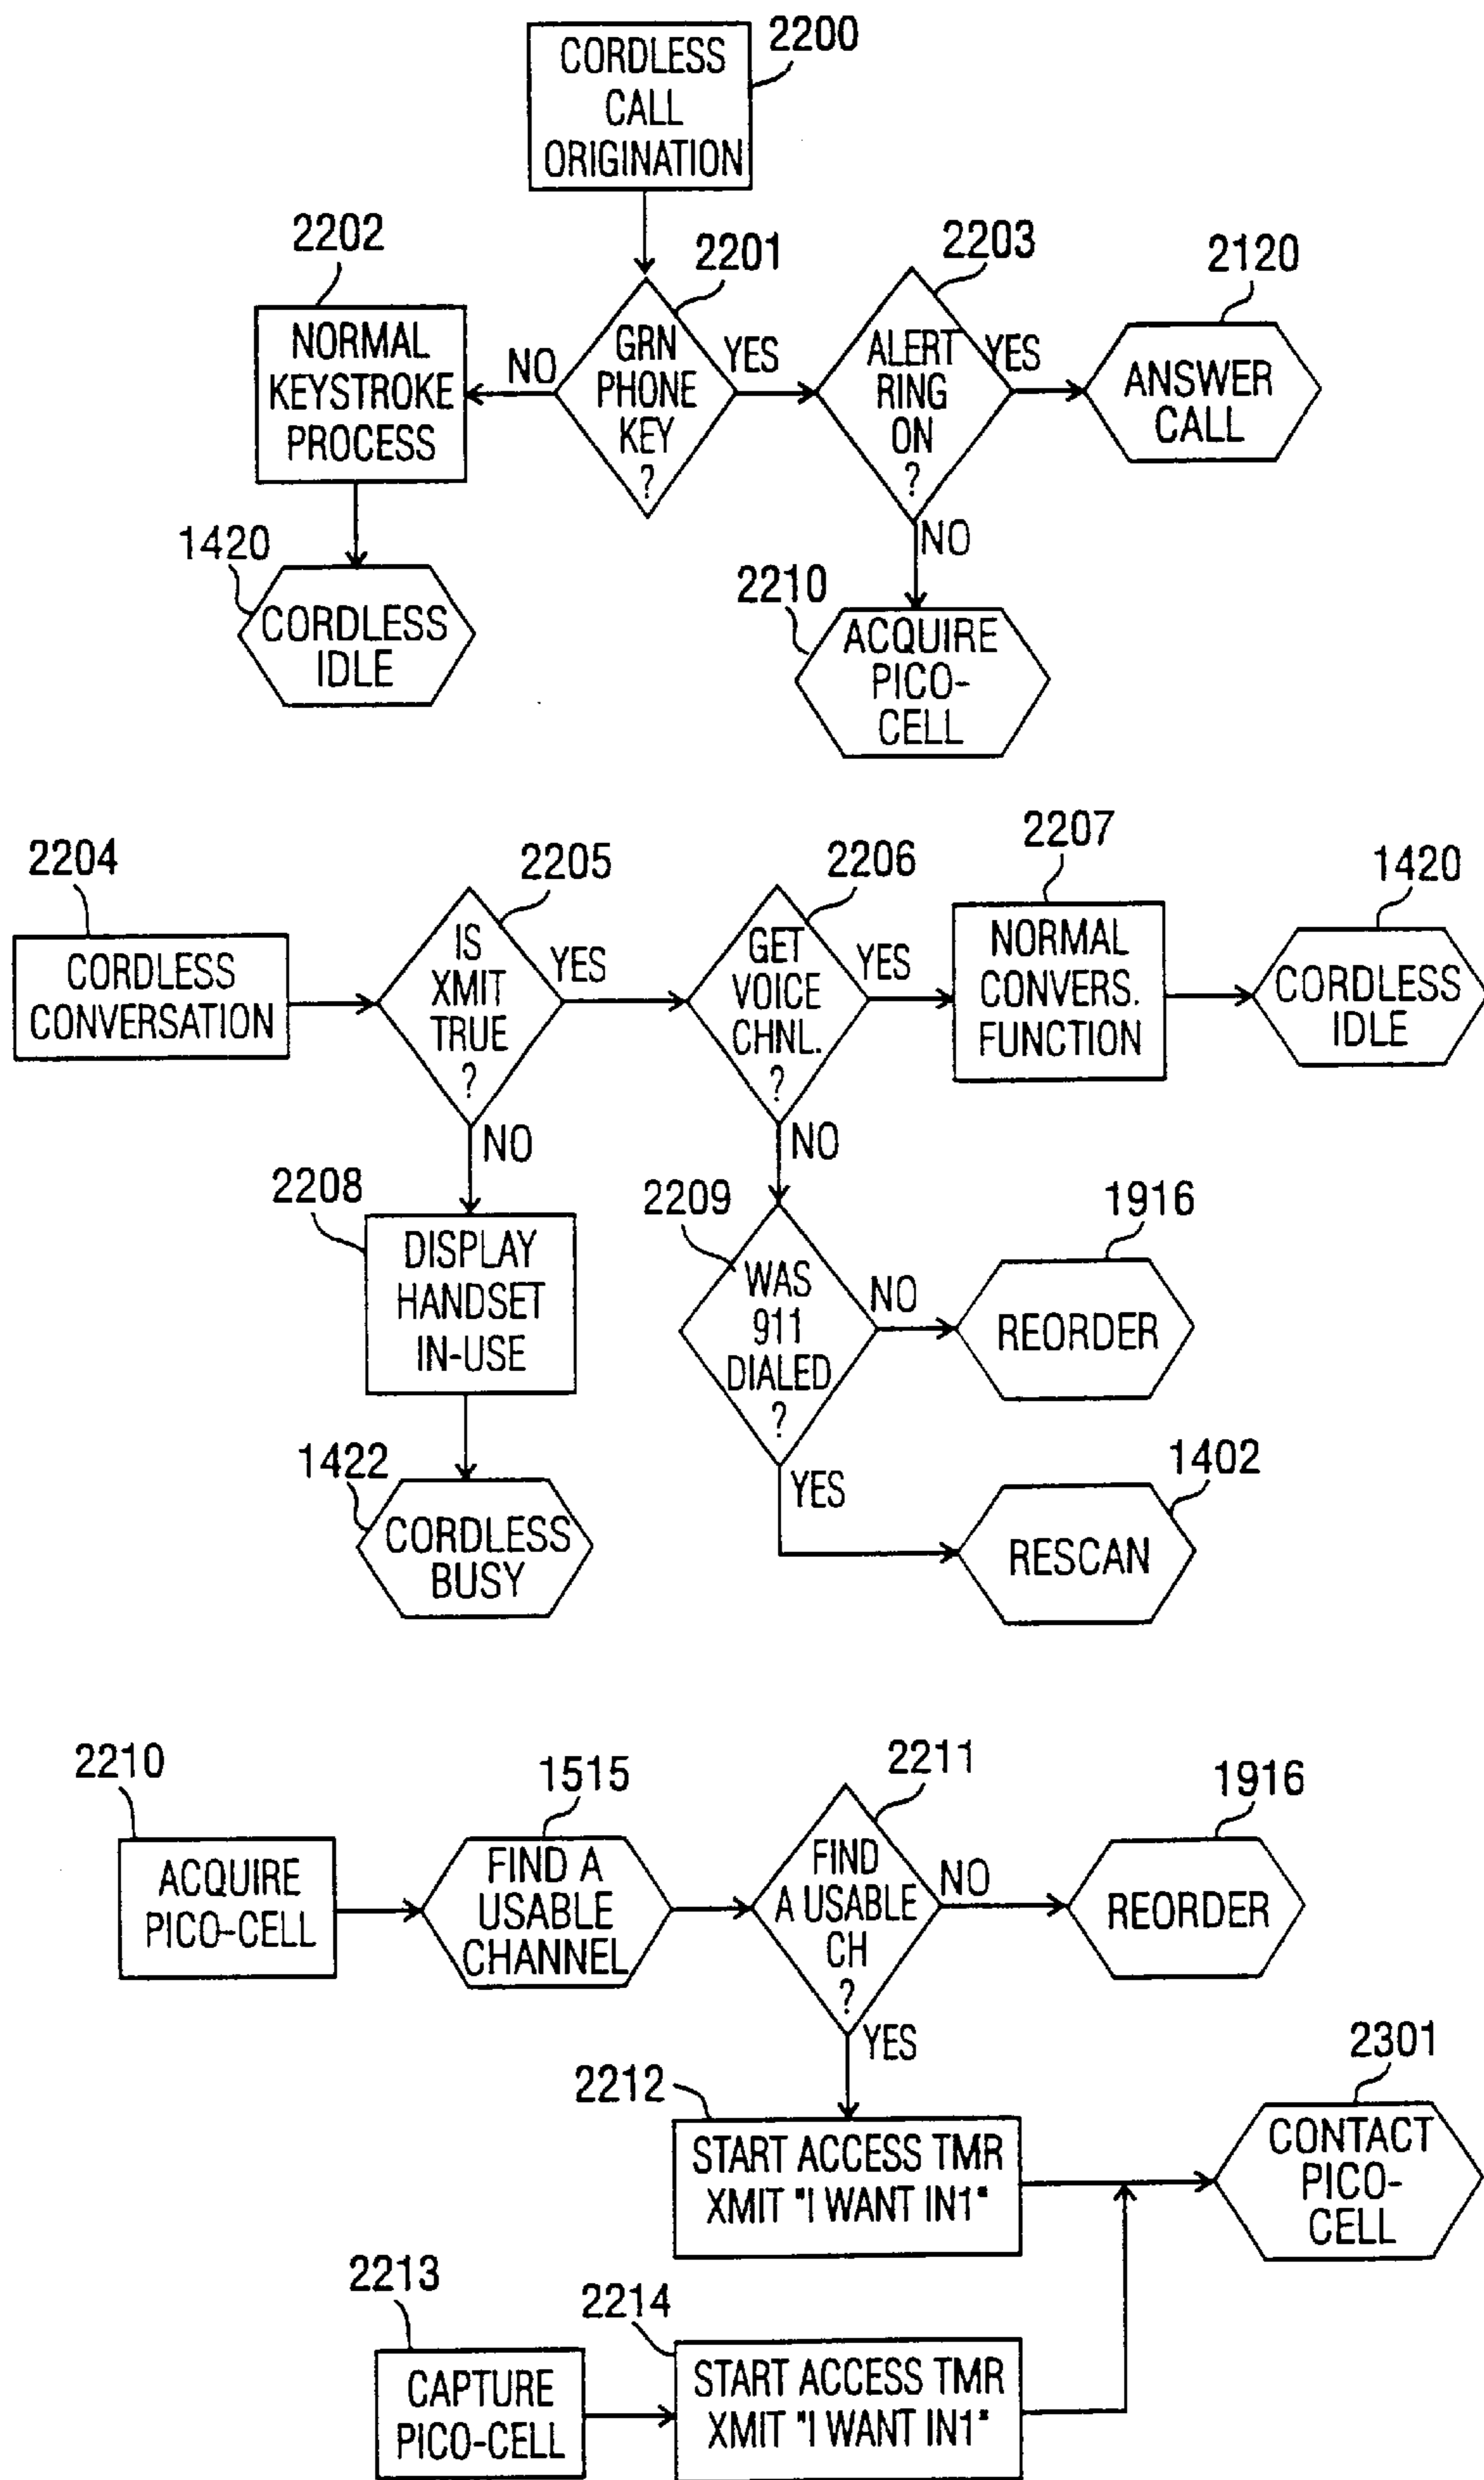 2200
CORDLESS
CALL
ORIGINATION
2202
2201
2203
2120
NORMAL
KEYSTROKE
PROCESS
NO
GRN
PHONE
KEY
?
YES
ALERT
RING
ON
?
YES
ANSWER
CALL
NO
1420
CORDLESS
IDLE
2210
ACQUIRE
PICO-
CELL
2204
2205
2206
2207
1420
CORDLESS
CONVERSATION
IS
XMIT
TRUE
?
YES
GET
VOICE
CHNL.
?
YES
NORMAL
CONVERS.
FUNCTION
CORDLESS
IDLE
NO
NO
2208
DISPLAY
HANDSET
IN-USE
2209
WAS
911
DIALED
?
NO
1916
REORDER
YES
1422
CORDLESS
BUSY
1402
RESCAN
2210
1515
2211
1916
ACQUIRE
PICO-CELL
FIND A
USABLE
CHANNEL
FIND
A USABLE
CH
?
NO
REORDER
YES
2212
START ACCESS TMR
XMIT "I WANT IN1"
2301
CONTACT
PICO-
CELL
2213
CAPTURE
PICO-CELL
2214
START ACCESS TMR
XMIT "I WANT IN1"